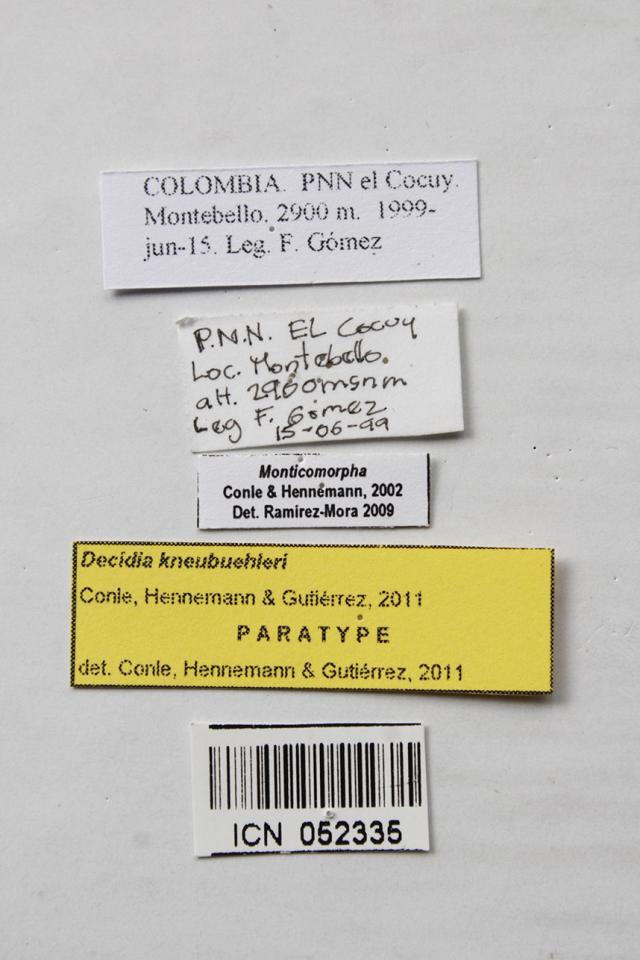 COLOMBIA. PNN el Cocuy.
Montebello. 2900 m. 1999-
jun-15. Leg. F. Gómez
P.N.N. EL Cocuy
Loc. Montebello.
alt. 2900msnm
Leg F. Gómez
15-06-99
Monticomorpha
Conle & Hennemann, 2002
Det. Ramirez-Mora 2009
Decidia kneubuehleri
Conle, Hennemann & Gutiérrez, 2011
PARATYPE
det. Conle, Hennemann & Gutiérrez, 2011
ICN 052335